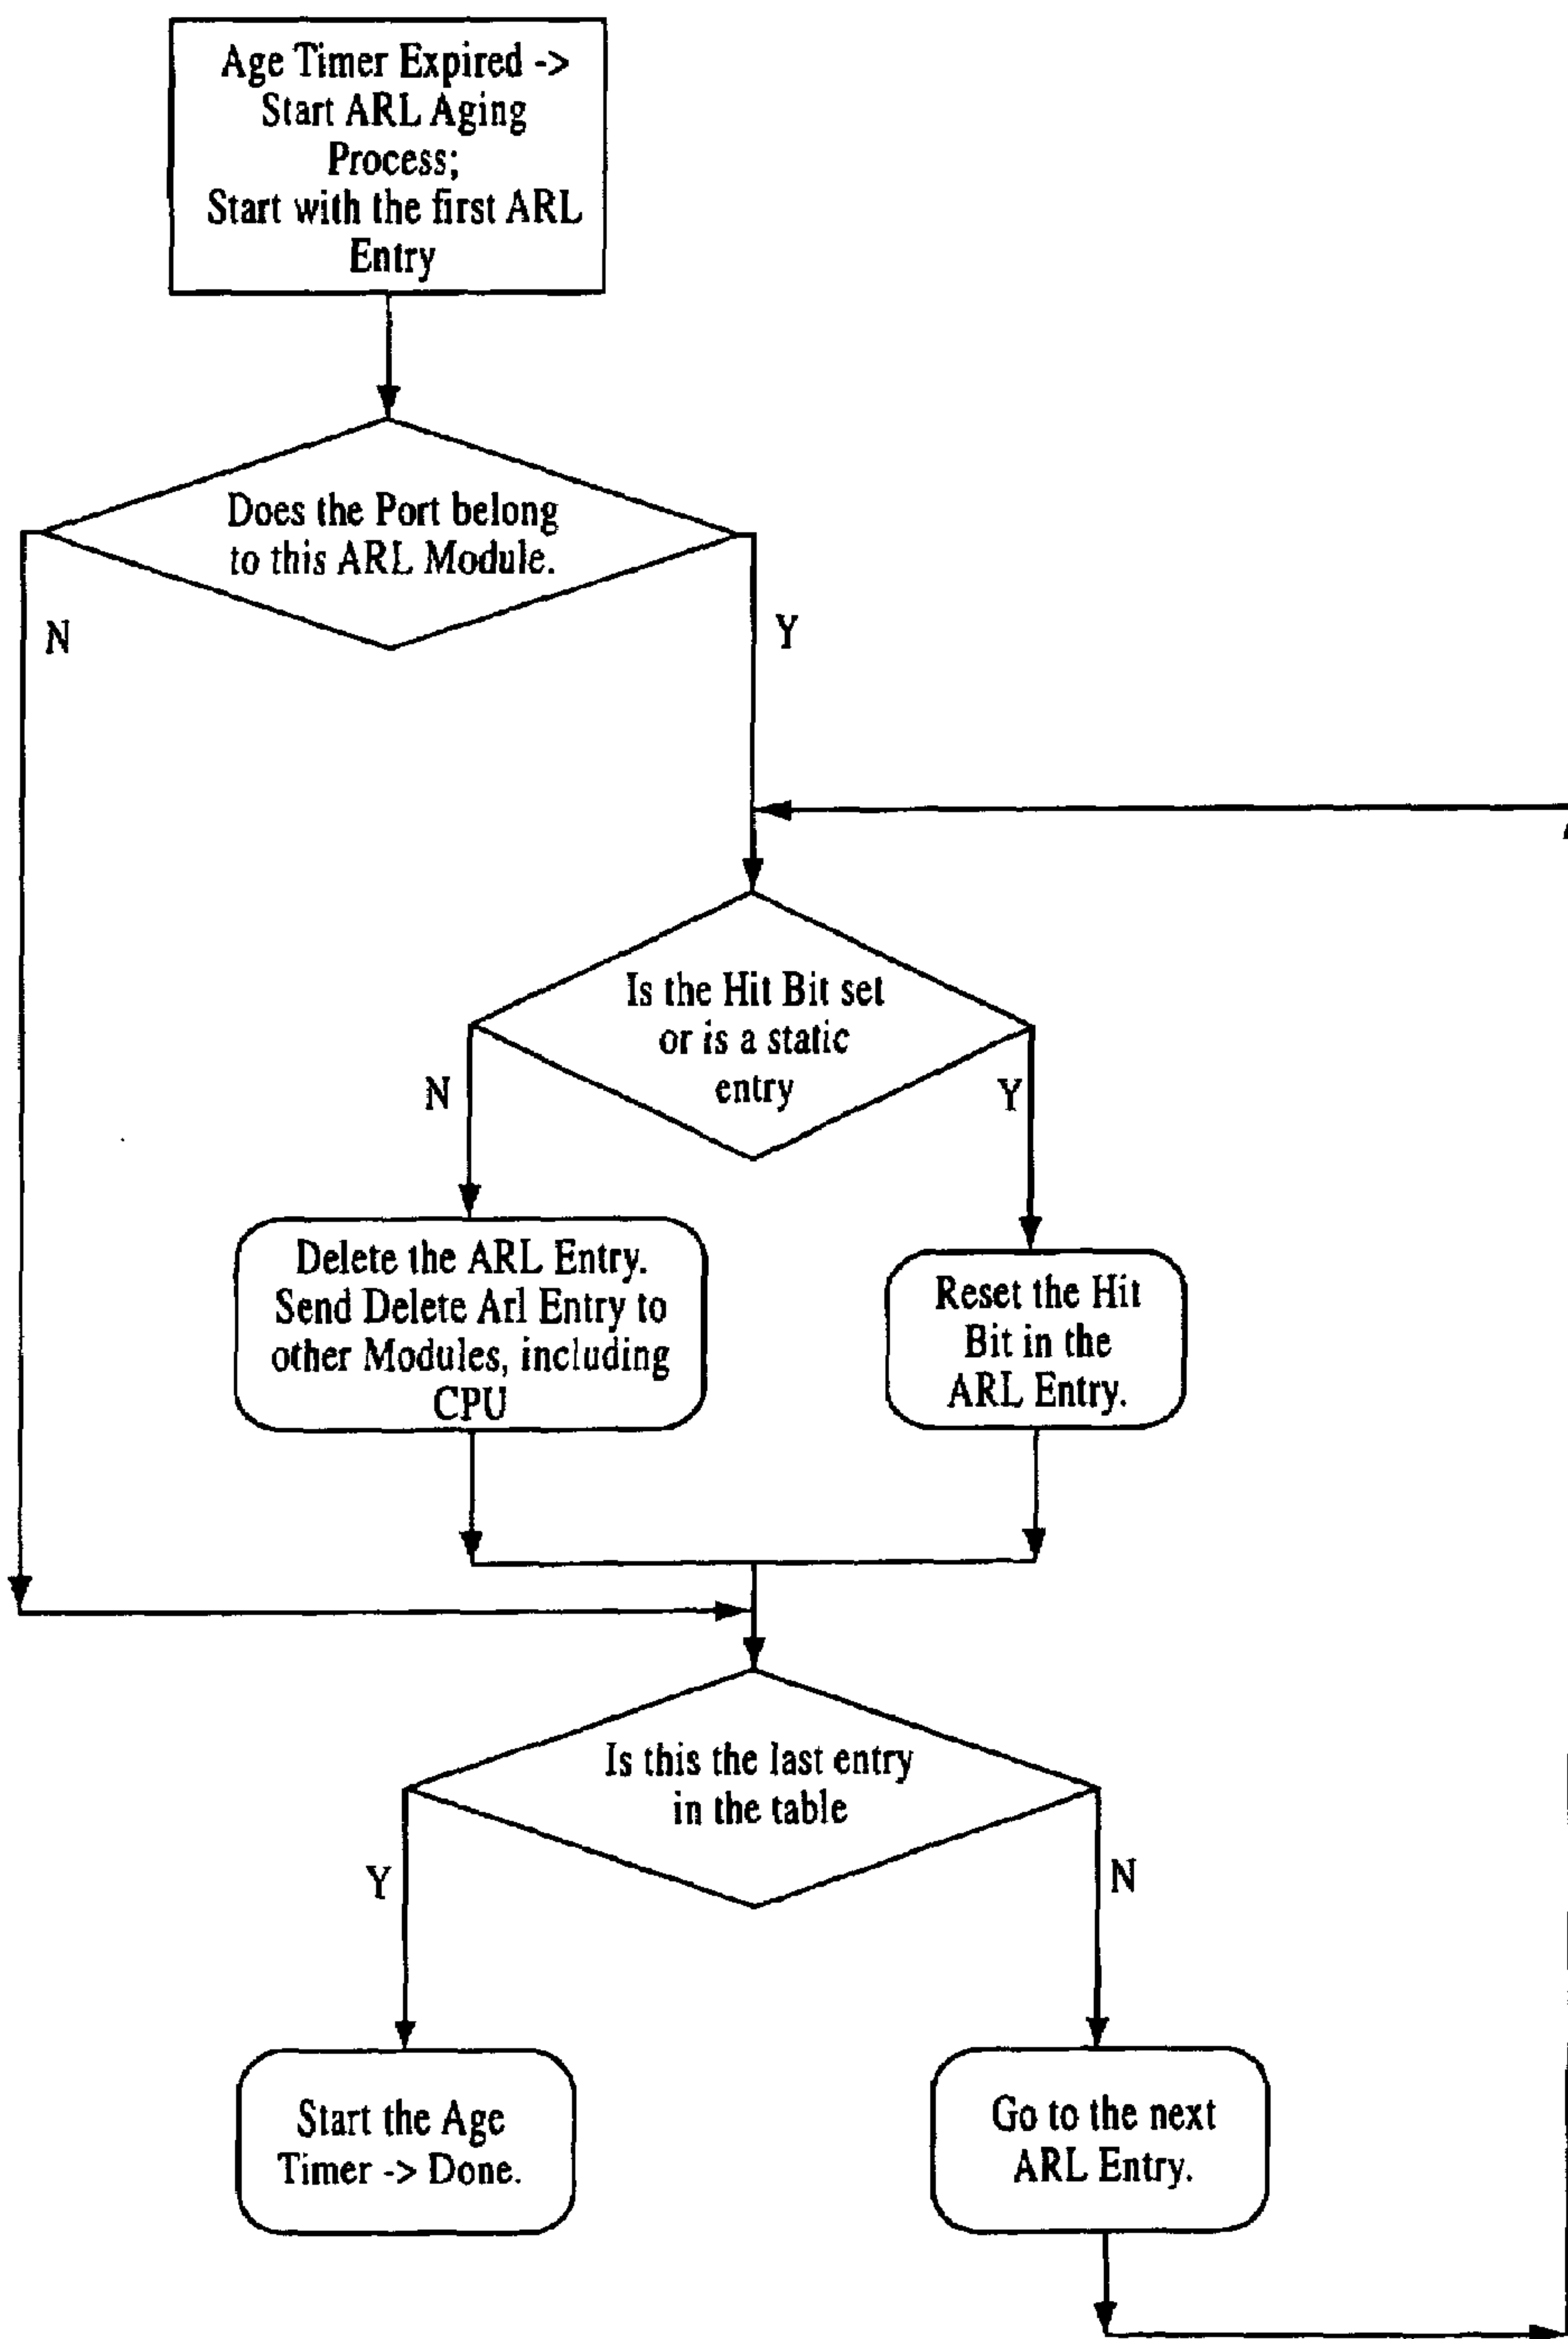 Age Timer Expired ->
Start ARL Aging
Process;
Start with the first ARL
Entry
Does the Port belong
to this ARL Module.
N
Y
Is the Hit Bit set
or is a static
entry
N
Y
Delete the ARL Entry.
Send Delete Arl Entry to
other Modules, including
CPU
Reset the Hit
Bit in the
ARL Entry.
Is this the last entry
in the table
Y
N
Start the Age
Timer -> Done.
Go to the next
ARL Entry.